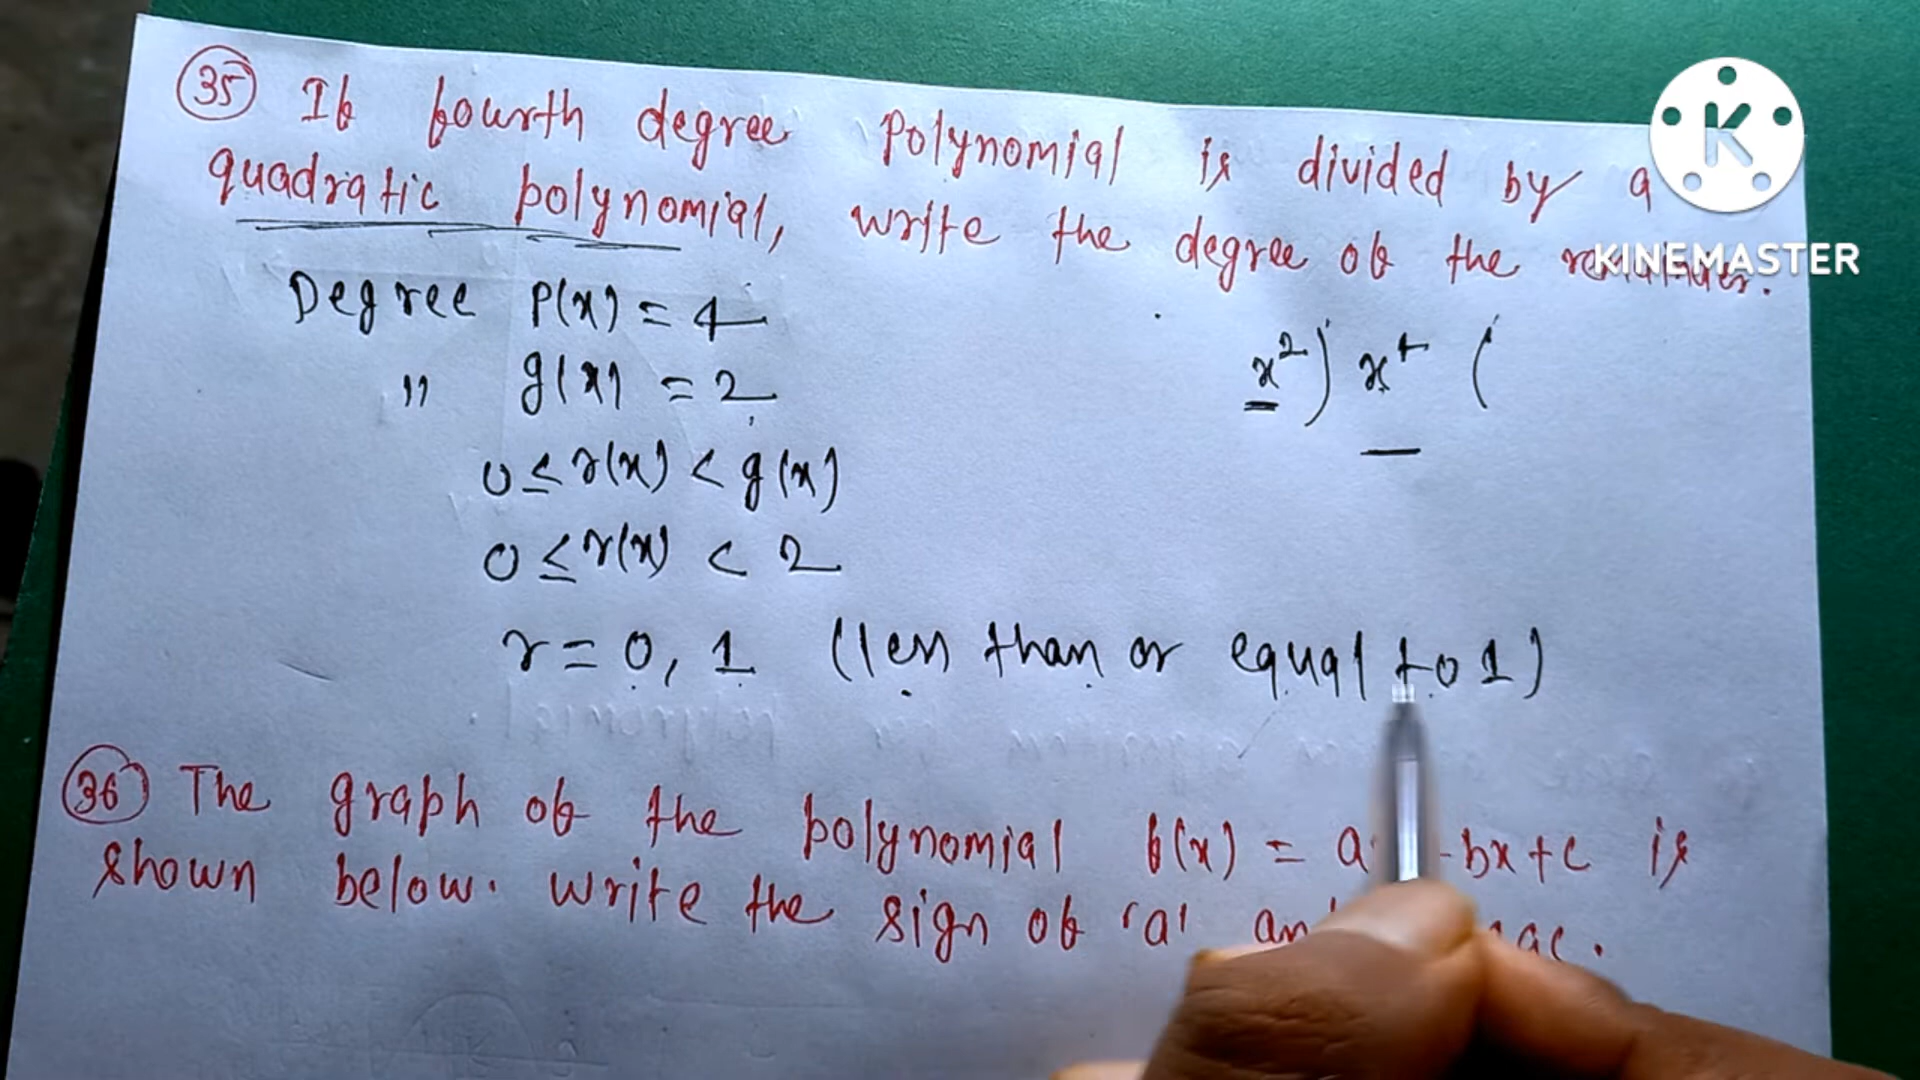 35 If fourth degree polynomial is divided by a
quadratic polynomial, write the degree of the remainder.
Degree p(x) = 4
" g(x) = 2
x² ) x⁴ (
0 ≤ r(x) < g(x)
0 ≤ r(x) < 2
r = 0, 1 (less than or equal to 1)
36 The graph of the polynomial f(x) = a bx + c is
shown below. Write the sign of 'a'
KINEMASTER